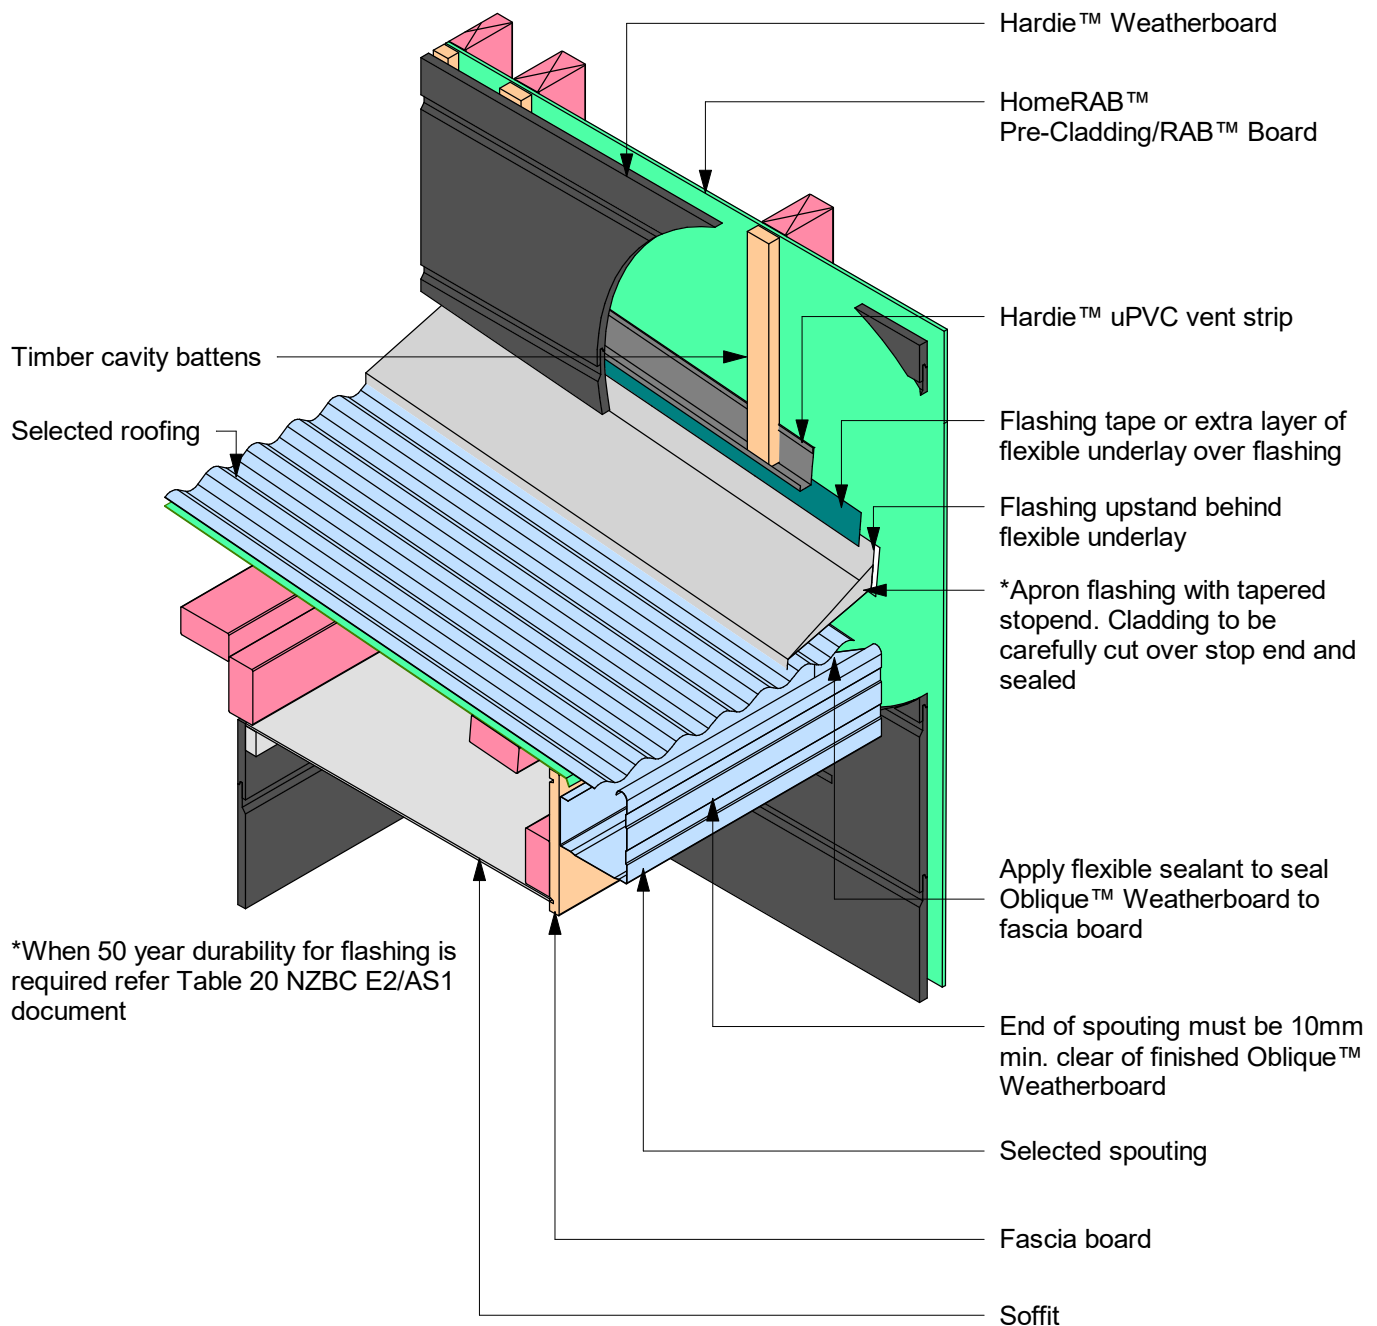 Hardie™ Weatherboard
HomeRAB™
Pre-Cladding/RAB™ Board
Hardie™ uPVC vent strip
Timber cavity battens
Selected roofing
Flashing tape or extra layer of
flexible underlay over flashing
Flashing upstand behind
flexible underlay
*Apron flashing with tapered
stopend. Cladding to be
carefully cut over stop end and
sealed
Apply flexible sealant to seal
Oblique™ Weatherboard to
fascia board
*When 50 year durability for flashing is
required refer Table 20 NZBC E2/AS1
document
End of spouting must be 10mm
min. clear of finished Oblique™
Weatherboard
Selected spouting
Fascia board
Soffit